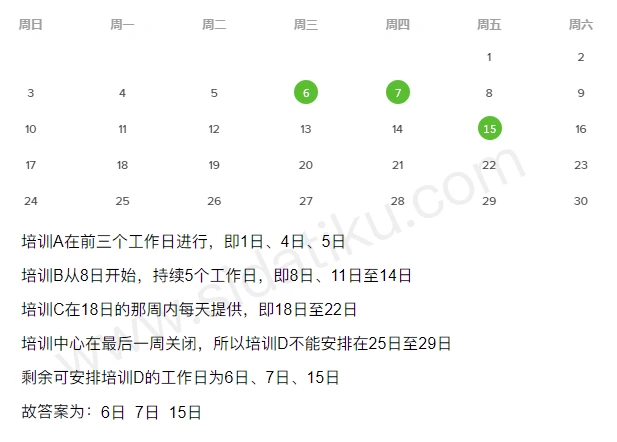 周日 周一 周二 周三 周四 周五 周六
1 2
3 4 5 6 7 8 9
10 11 12 13 14 15 16
17 18 19 20 21 22 23
24 25 26 27 28 29 30
培训A在前三个工作日进行，即1日、4日、5日
培训B从8日开始，持续5个工作日，即8日、11日至14日
培训C在18日的那周内每天提供，即18日至22日
培训中心在最后一周关闭，所以培训D不能安排在25日至29日
剩余可安排培训D的工作日为6日、7日、15日
故答案为：6日 7日 15日
www.sidatiku.com